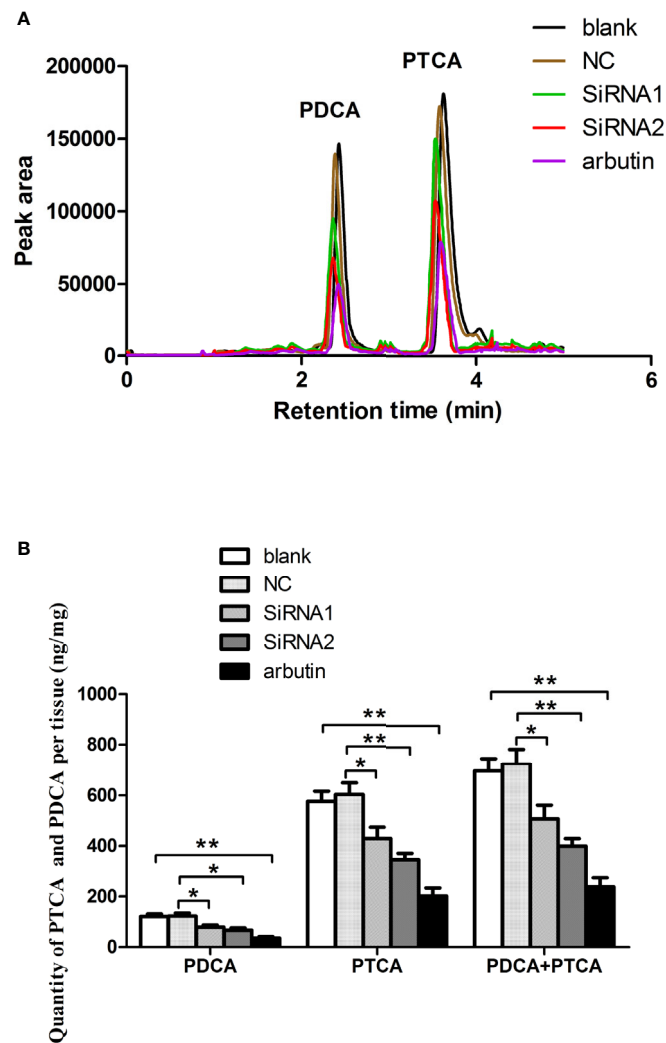 A
blank
NC
SiRNA1
SiRNA2
arbutin
PTCA
PDCA
200000
150000
100000
50000
0
Peak area
0 2 4 6
Retention time (min)
B
blank
NC
SiRNA1
SiRNA2
arbutin
Quantity of PTCA and PDCA per tissue (ng/mg)
1000
800
600
400
200
0
**
*
*
**
**
*
**
**
*
PDCA PTCA PDCA+PTCA